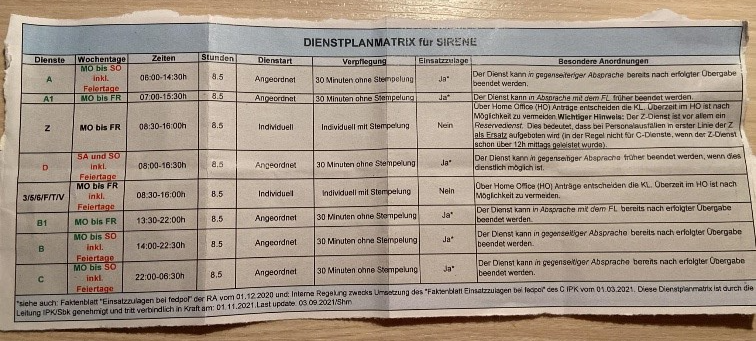 DIENSTPLANMATRIX für SIRENE
Dienste Wochentage Zeiten Stunden Dienststart Verpflegung Einsatzzulage Besondere Anordnungen
A MO bis SO inkl. Feiertage 06:00-14:30h 8.5 Angeordnet 30 Minuten ohne Stempelung Ja* Der Dienst kann in gegenseitiger Absprache bereits nach erfolgter Übergabe
beendet werden.
A1 MO bis FR 07:00-15:30h 8.5 Angeordnet 30 Minuten ohne Stempelung Ja* Der Dienst kann in Absprache mit dem FL früher beendet werden.
Z MO bis FR 08:30-16:00h 8.5 Individuell Individuell mit Stempelung Nein Über Home Office (HO) Anträge entscheiden die KL. Überzeit im HO ist nach
Möglichkeit zu vermeiden. Wichtiger Hinweis: Der Z-Dienst ist vor allem ein
Reservedienst. Dies bedeutet, dass bei Personalausfällen in erster Linie der Z
als Ersatz aufgeboten wird (in der Regel nicht für C-Dienste, wenn der Z-Dienst
schon über 12h mittags geleistet wurde).
D SA und SO inkl. Feiertage 08:00-16:30h 8.5 Angeordnet 30 Minuten ohne Stempelung Ja* Der Dienst kann in gegenseitiger Absprache früher beendet werden, wenn dies
dienstlich möglich ist.
3/5/6/F/T/V MO bis FR inkl. Feiertage 08:30-16:00h 8.5 Individuell Individuell mit Stempelung Nein Über Home Office (HO) Anträge entscheiden die KL. Überzeit im HO ist nach
Möglichkeit zu vermeiden.
B1 MO bis FR 13:30-22:00h 8.5 Angeordnet 30 Minuten ohne Stempelung Ja* Der Dienst kann in Absprache mit dem FL bereits nach erfolgter Übergabe
beendet werden.
B MO bis SO inkl. Feiertage 14:00-22:30h 8.5 Angeordnet 30 Minuten ohne Stempelung Ja* Der Dienst kann in gegenseitiger Absprache bereits nach erfolgter Übergabe
beendet werden.
C MO bis SO inkl. Feiertage 22:00-06:30h 8.5 Angeordnet 30 Minuten ohne Stempelung Ja* Der Dienst kann in gegenseitiger Absprache bereits nach erfolgter Übergabe
beendet werden.
*siehe auch: Faktenblatt "Einsatzzulagen bei fedpol" der RA vom 01.12.2020 und: Interne Regelung zwecks Umsetzung des "Faktenblatt Einsatzzulagen bei fedpol" des C IPK vom 01.03.2021. Diese Dienstplanmatrix ist durch die
Leitung IPK/Sbk genehmigt und tritt verbindlich in Kraft am: 01.11.2021.Last update: 03.09.2021/Shm